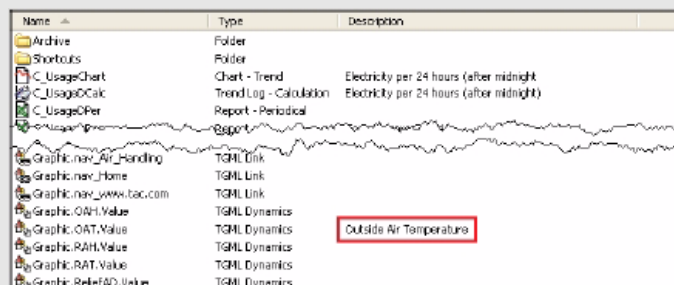 Name Type Description
Archive Folder
Shortcuts Folder
C_UsageChart Chart - Trend Electricity per 24 hours (after midnight
C_UsageDCalc Trend Log - Calculation Electricity per 24 hours (after midnight)
C_UsageDPer Report - Periodical
Report
Graphic.nav_Air_Handling TGML Link
Graphic.nav_Home TGML Link
Graphic.nav_www.tac.com TGML Link
Graphic.OAH.Value TGML Dynamics
Graphic.OAT.Value TGML Dynamics Outside Air Temperature
Graphic.RAH.Value TGML Dynamics
Graphic.RAT.Value TGML Dynamics
Graphic.ReliefAD.Value TGML Dynamics